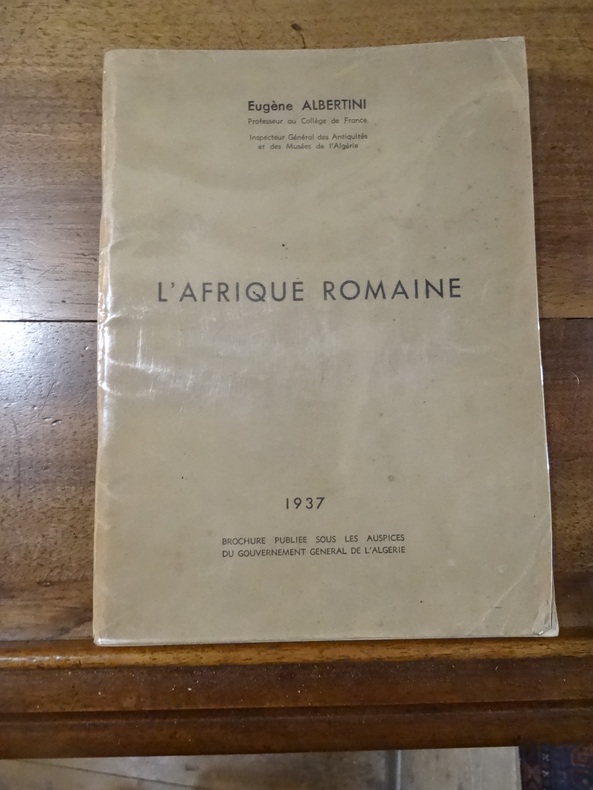 Eugène ALBERTINI
Professeur au Collège de France
Inspecteur Général des Antiquités
et des Musées de l'Algérie
L'AFRIQUE ROMAINE
1937
BROCHURE PUBLIEE SOUS LES AUSPICES
DU GOUVERNEMENT GENERAL DE L'ALGERIE